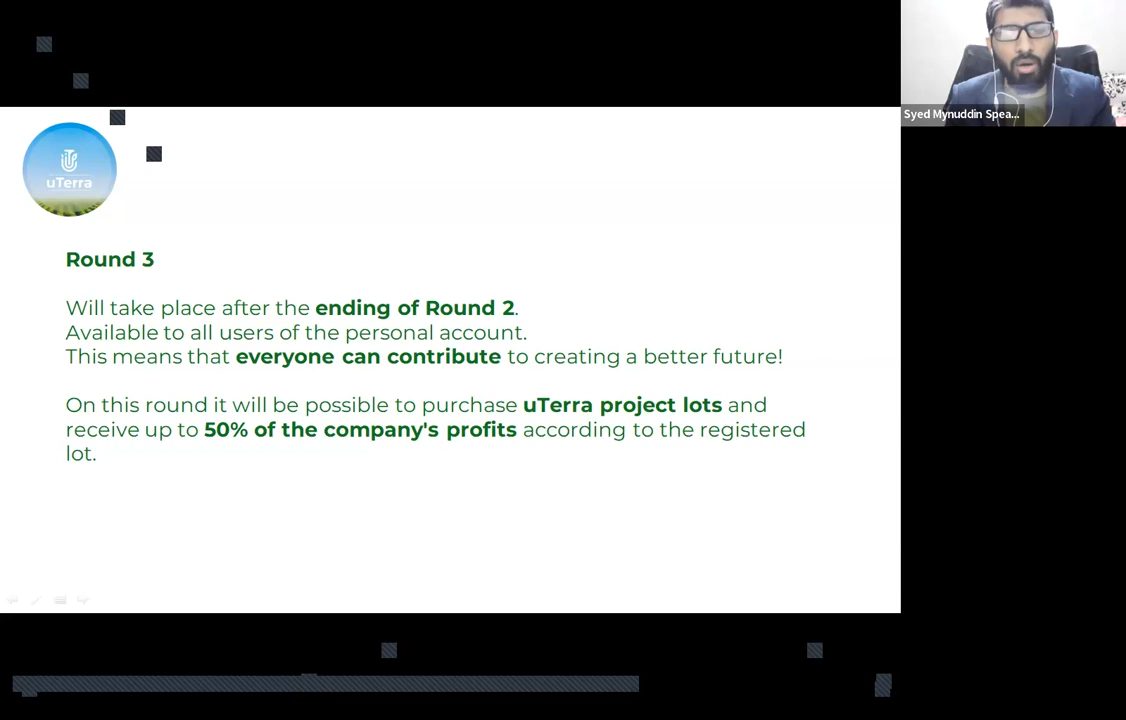 Syed Mynuddin Spea...
uTerra
Round 3
Will take place after the ending of Round 2.
Available to all users of the personal account.
This means that everyone can contribute to creating a better future!
On this round it will be possible to purchase uTerra project lots and
receive up to 50% of the company's profits according to the registered
lot.